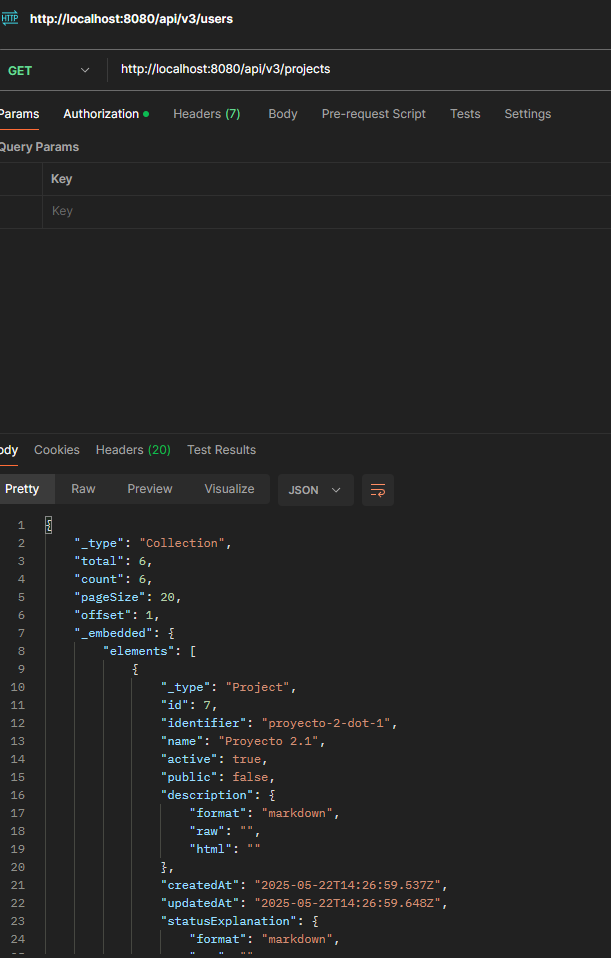 HTTP http://localhost:8080/api/v3/users
GET http://localhost:8080/api/v3/projects
Params Authorization Headers (7) Body Pre-request Script Tests Settings
Query Params
Key
Key
ody Cookies Headers (20) Test Results
Pretty Raw Preview Visualize JSON
1 {
2 "_type": "Collection",
3 "total": 6,
4 "count": 6,
5 "pageSize": 20,
6 "offset": 1,
7 "_embedded": {
8 "elements": [
9 {
10 "_type": "Project",
11 "id": 7,
12 "identifier": "proyecto-2-dot-1",
13 "name": "Proyecto 2.1",
14 "active": true,
15 "public": false,
16 "description": {
17 "format": "markdown",
18 "raw": "",
19 "html": ""
20 },
21 "createdAt": "2025-05-22T14:26:59.537Z",
22 "updatedAt": "2025-05-22T14:26:59.648Z",
23 "statusExplanation": {
24 "format": "markdown",